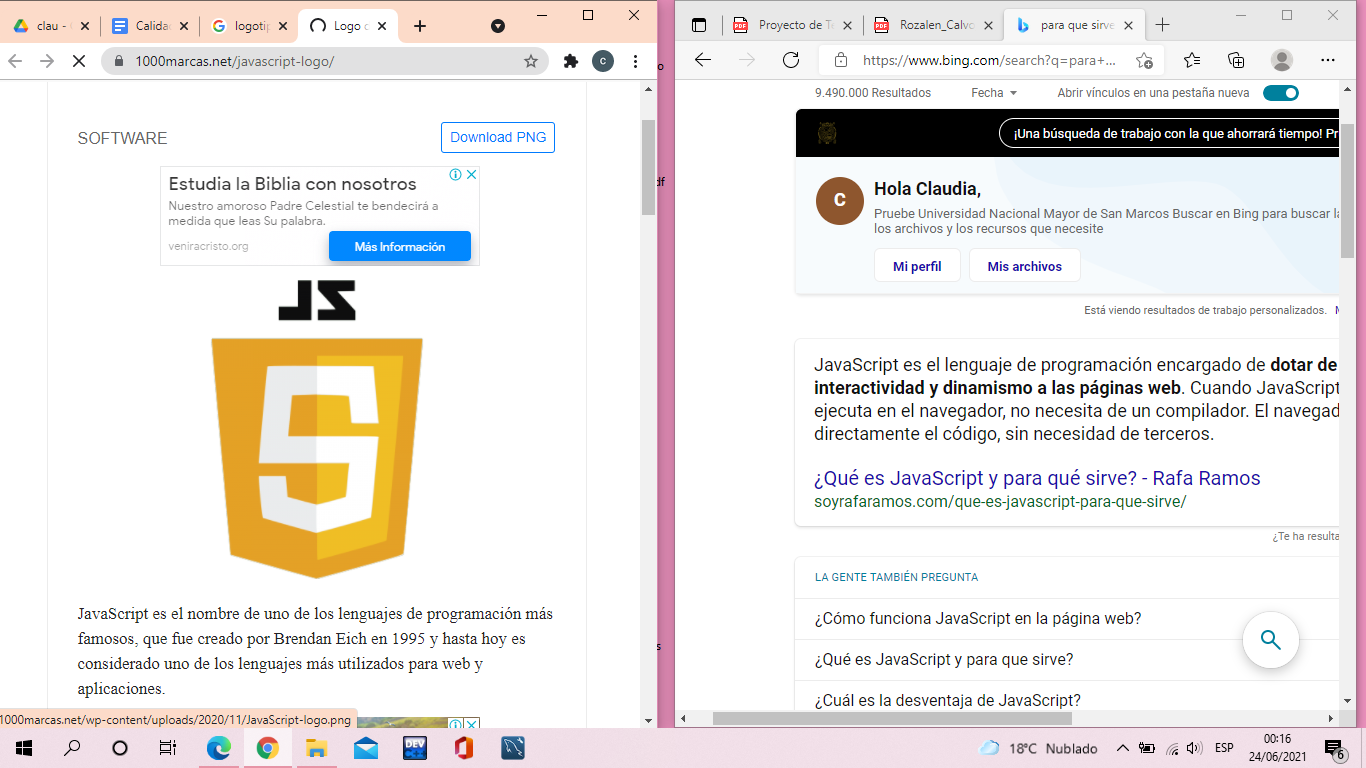 clau -
Calidad
logotip
Logo d
1000marcas.net/javascript-logo/
C
SOFTWARE
Download PNG
Estudia la Biblia con nosotros
Nuestro amoroso Padre Celestial te bendecirá a
medida que leas Su palabra.
veniracristo.org
Más Información
JS
5
JavaScript es el nombre de uno de los lenguajes de programación más
famosos, que fue creado por Brendan Eich en 1995 y hasta hoy es
considerado uno de los lenguajes más utilizados para web y
aplicaciones.
1000marcas.net/wp-content/uploads/2020/11/JavaScript-logo.png
o
df
s
PDF
Proyecto de T
PDF
Rozalen_Calvo
para que sirve
https://www.bing.com/search?q=para+...
9.490.000 Resultados
Fecha
Abrir vínculos en una pestaña nueva
¡Una búsqueda de trabajo con la que ahorrará tiempo! Pr
C
Hola Claudia,
Pruebe Universidad Nacional Mayor de San Marcos Buscar en Bing para buscar la
los archivos y los recursos que necesite
Mi perfil
Mis archivos
Está viendo resultados de trabajo personalizados. M
JavaScript es el lenguaje de programación encargado de dotar de
interactividad y dinamismo a las páginas web. Cuando JavaScript
ejecuta en el navegador, no necesita de un compilador. El navegad
directamente el código, sin necesidad de terceros.
¿Qué es JavaScript y para qué sirve? - Rafa Ramos
soyrafaramos.com/que-es-javascript-para-que-sirve/
¿Te ha resulta
LA GENTE TAMBIÉN PREGUNTA
¿Cómo funciona JavaScript en la página web?
¿Qué es JavaScript y para que sirve?
¿Cuál es la desventaja de JavaScript?
DEV
18°C Nublado
ESP
00:16
24/06/2021
6